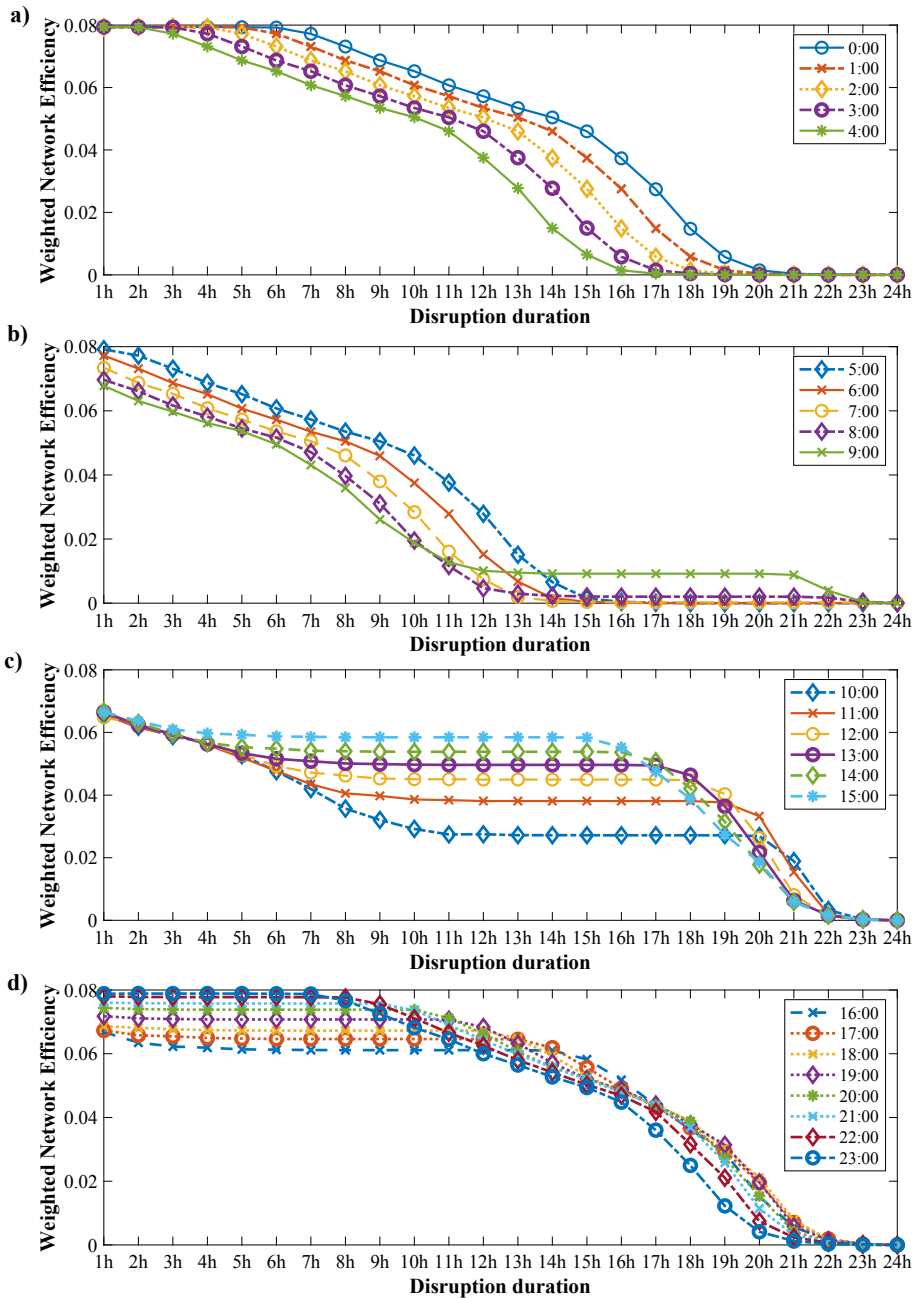 a)
Weighted Network Efficiency
0.08
0.06
0.04
0.02
0
0:00
1:00
2:00
3:00
4:00
1h 2h 3h 4h 5h 6h 7h 8h 9h 10h 11h 12h 13h 14h 15h 16h 17h 18h 19h 20h 21h 22h 23h 24h
Disruption duration
b)
Weighted Network Efficiency
0.08
0.06
0.04
0.02
0
5:00
6:00
7:00
8:00
9:00
1h 2h 3h 4h 5h 6h 7h 8h 9h 10h 11h 12h 13h 14h 15h 16h 17h 18h 19h 20h 21h 22h 23h 24h
Disruption duration
c)
Weighted Network Efficiency
0.08
0.06
0.04
0.02
0
10:00
11:00
12:00
13:00
14:00
15:00
1h 2h 3h 4h 5h 6h 7h 8h 9h 10h 11h 12h 13h 14h 15h 16h 17h 18h 19h 20h 21h 22h 23h 24h
Disruption duration
d)
Weighted Network Efficiency
0.08
0.06
0.04
0.02
0
16:00
17:00
18:00
19:00
20:00
21:00
22:00
23:00
1h 2h 3h 4h 5h 6h 7h 8h 9h 10h 11h 12h 13h 14h 15h 16h 17h 18h 19h 20h 21h 22h 23h 24h
Disruption duration